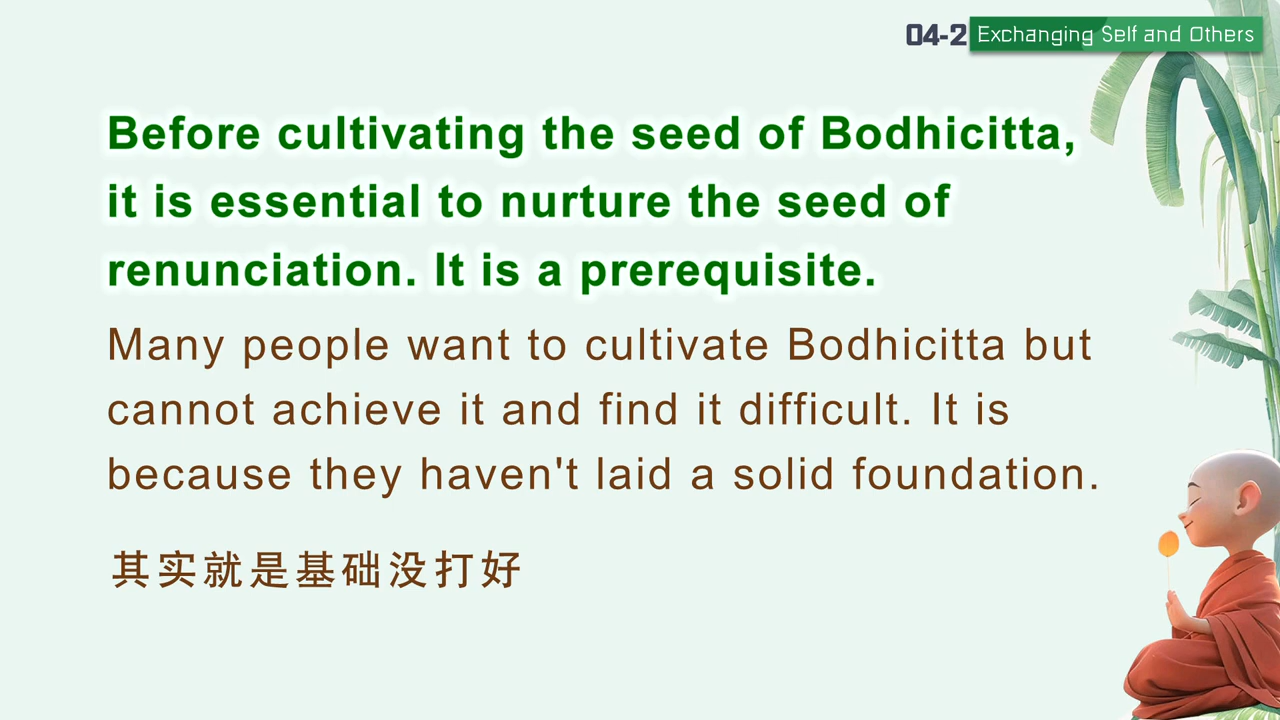 04-2 Exchanging Self and Others
Before cultivating the seed of Bodhicitta,
it is essential to nurture the seed of
renunciation. It is a prerequisite.
Many people want to cultivate Bodhicitta but
cannot achieve it and find it difficult. It is
because they haven't laid a solid foundation.
其实就是基础没打好